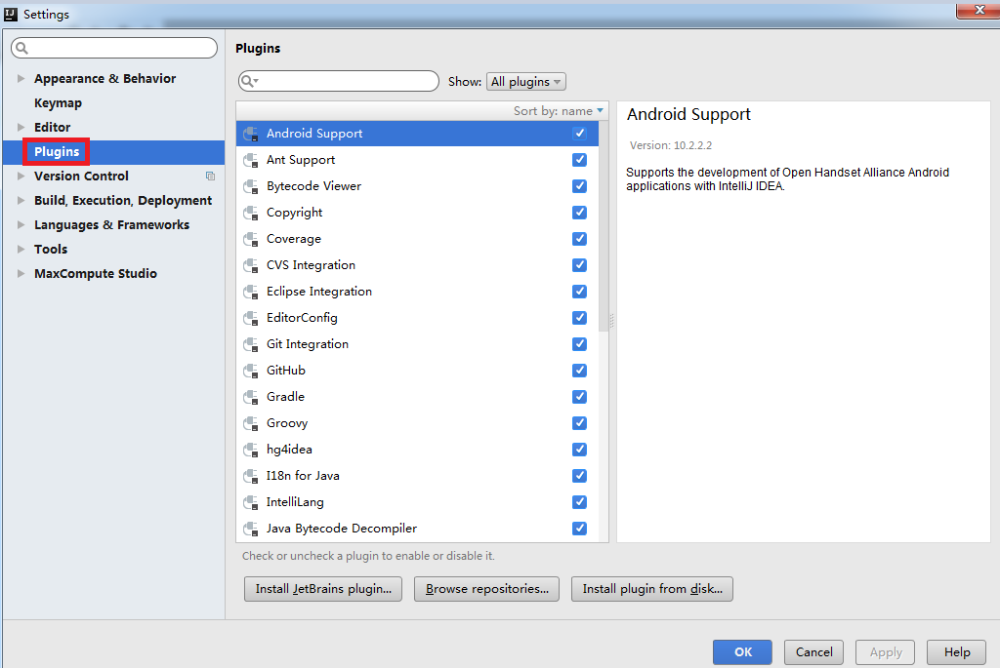 IJ Settings
Plugins
Show: All plugins
Appearance & Behavior
Keymap
Editor
Plugins
Version Control
Build, Execution, Deployment
Languages & Frameworks
Tools
MaxCompute Studio
Sort by: name
Android Support
Ant Support
Bytecode Viewer
Copyright
Coverage
CVS Integration
Eclipse Integration
EditorConfig
Git Integration
GitHub
Gradle
Groovy
hg4idea
I18n for Java
IntelliLang
Java Bytecode Decompiler
Android Support
Version: 10.2.2.2
Supports the development of Open Handset Alliance Android
applications with IntelliJ IDEA.
Check or uncheck a plugin to enable or disable it.
Install JetBrains plugin... Browse repositories... Install plugin from disk...
OK Cancel Apply Help